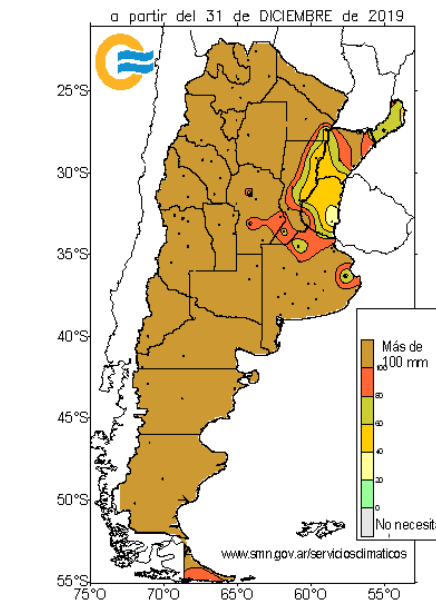 a partir del 31 de DICIEMBRE de 2019
25°S
30°S
35°S
40°S
45°S
50°S
55°S
75°O
70°O
65°O
60°O
55°O
Más de
100 mm
100
80
60
40
20
0
No necesita
www.smn.gov.ar/serviciosclimaticos